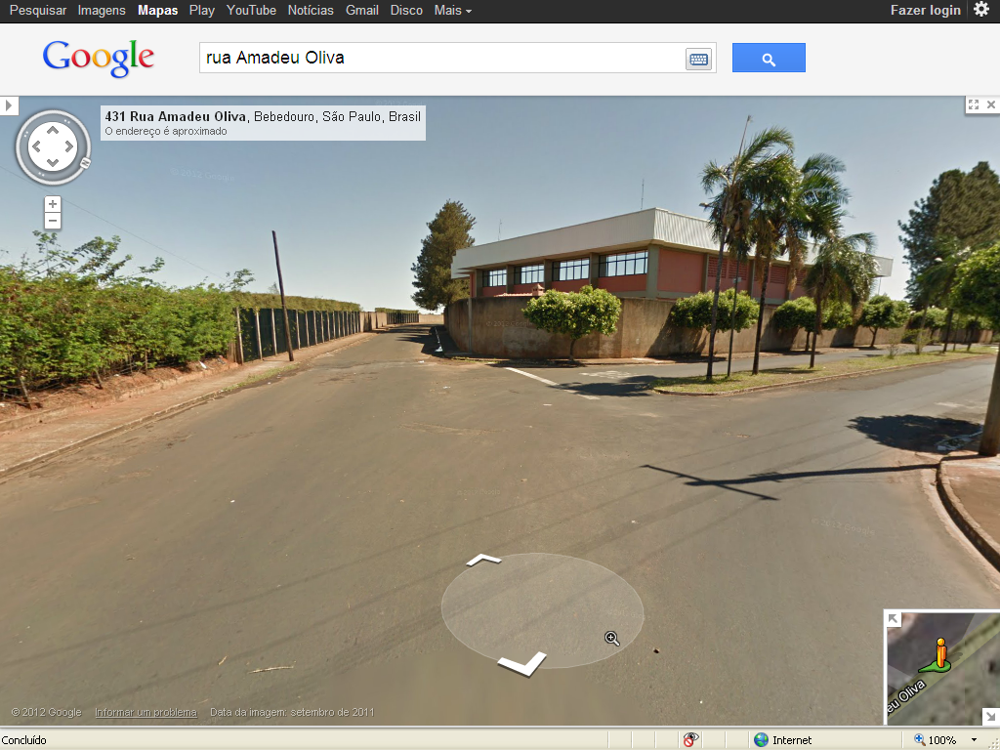 Pesquisar Imagens Mapas Play YouTube Notícias Gmail Disco Mais Fazer login
Google rua Amadeu Oliva
431 Rua Amadeu Oliva, Bebedouro, São Paulo, Brasil
O endereço é aproximado
N
© 2012 Google
eu Oliva
© 2012 Google Informar um problema Data da imagem: setembro de 2011
Concluído Internet 100%